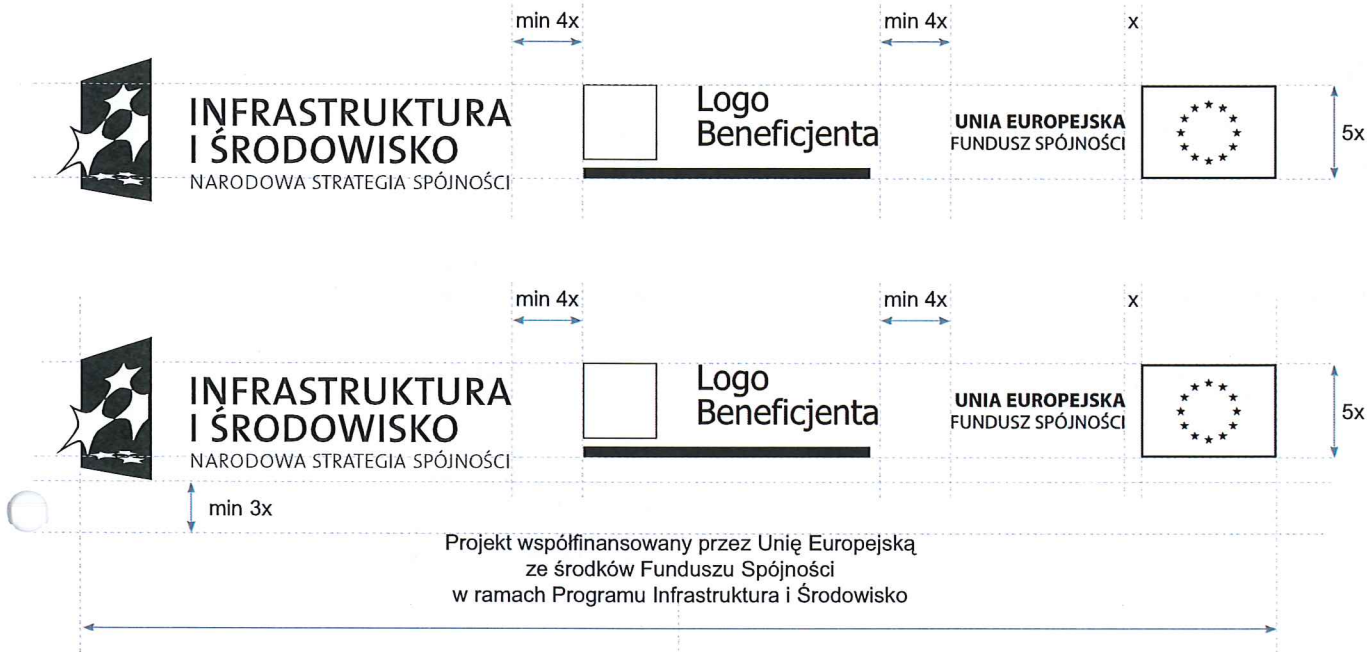 min 4x
min 4x
x
INFRASTRUKTURA
I ŚRODOWISKO
NARODOWA STRATEGIA SPÓJNOŚCI
Logo
Beneficjenta
UNIA EUROPEJSKA
FUNDUSZ SPÓJNOŚCI
5x
min 4x
min 4x
x
INFRASTRUKTURA
I ŚRODOWISKO
NARODOWA STRATEGIA SPÓJNOŚCI
Logo
Beneficjenta
UNIA EUROPEJSKA
FUNDUSZ SPÓJNOŚCI
5x
min 3x
Projekt współfinansowany przez Unię Europejską
ze środków Funduszu Spójności
w ramach Programu Infrastruktura i Środowisko